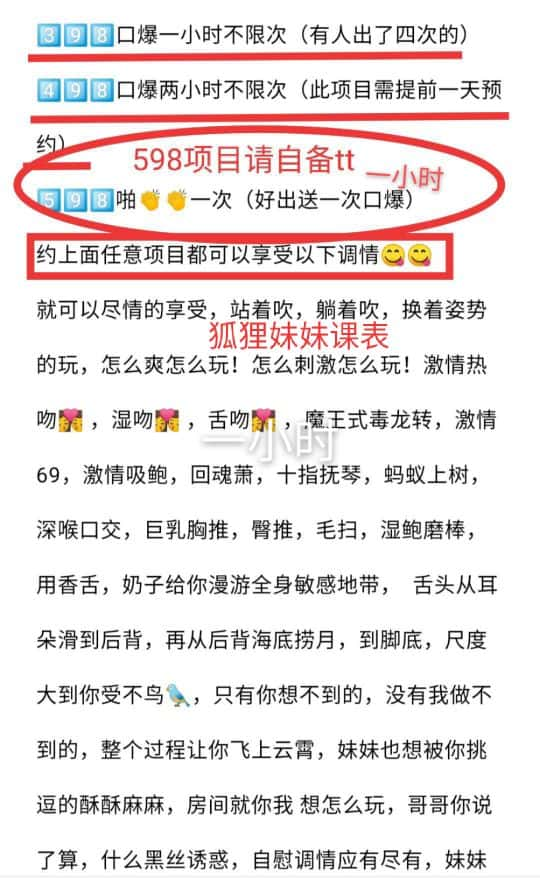 398口爆一小时不限次（有人出了四次的）
498口爆两小时不限次（此项目需提前一天预
约）
598项目请自备tt
一小时
598啪👏👏一次（好出送一次口爆）
约上面任意项目都可以享受以下调情😋😋
就可以尽情的享受，站着吹，躺着吹，换着姿势
狐狸妹妹课表
的玩，怎么爽怎么玩！怎么刺激怎么玩！激情热
吻💏，湿吻💏，舌吻💏，魔王式毒龙转，激情
一小时
69，激情吸鲍，回魂萧，十指抚琴，蚂蚁上树，
深喉口交，巨乳胸推，臀推，毛扫，湿鲍磨棒，
用香舌，奶子给你漫游全身敏感地带， 舌头从耳
朵滑到后背，再从后背海底捞月，到脚底，尺度
大到你受不鸟🐦，只有你想不到的，没有我做不
到的，整个过程让你飞上云霄，妹妹也想被你挑
逗的酥酥麻麻，房间就你我 想怎么玩，哥哥你说
了算，什么黑丝诱惑，自慰调情应有尽有，妹妹